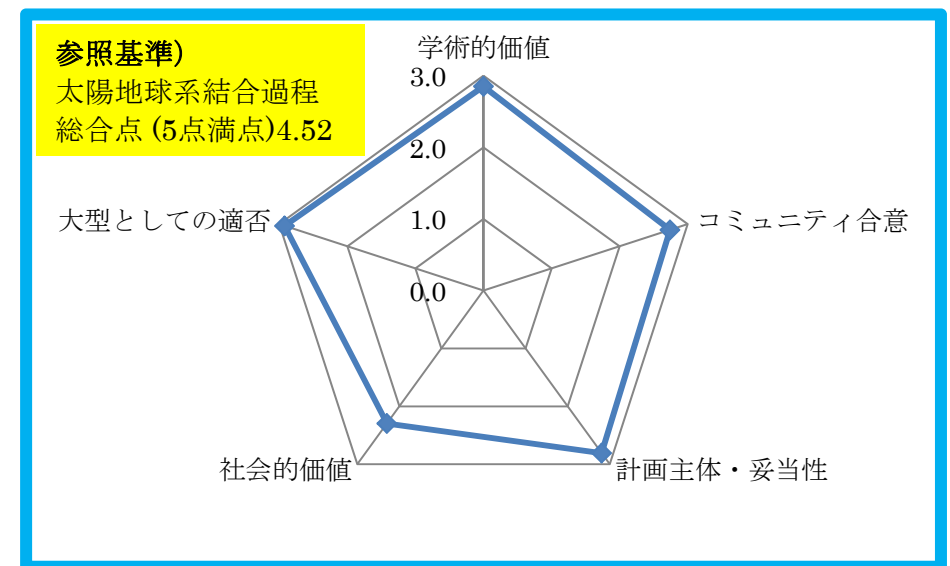 参照基準)
太陽地球系結合過程
総合点 (5点満点)4.52
学術的価値
3.0
2.0
1.0
0.0
大型としての適否
コミュニティ合意
社会的価値
計画主体・妥当性